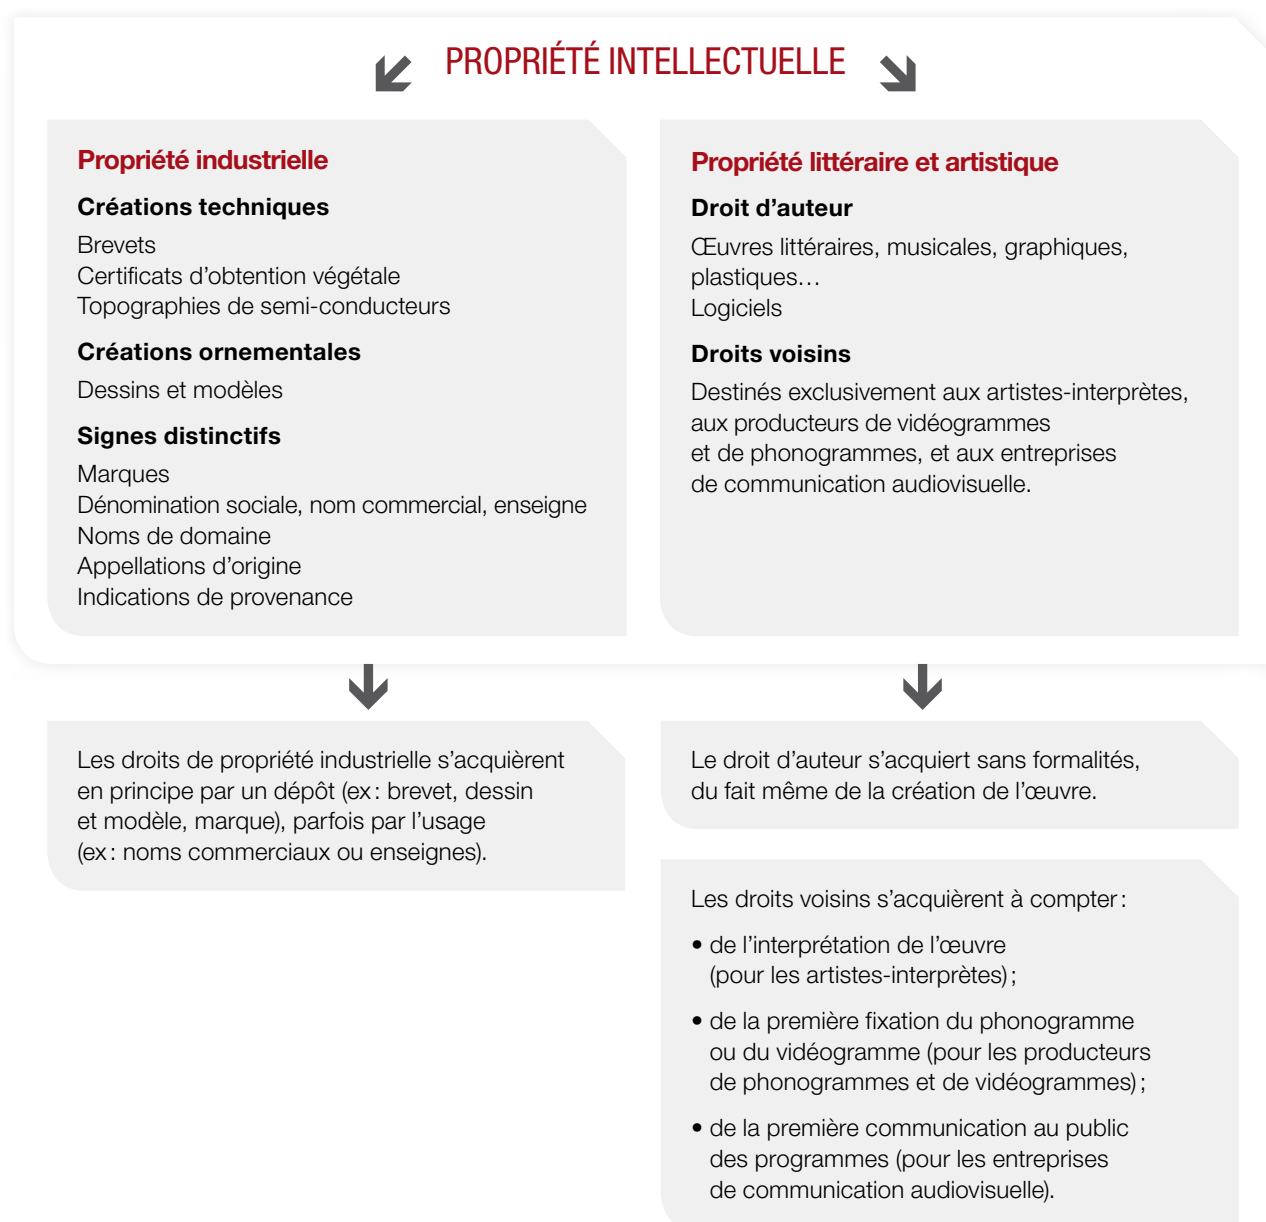 PROPRIÉTÉ INTELLECTUELLE
Propriété industrielle
Créations techniques
Brevets
Certificats d’obtention végétale
Topographies de semi-conducteurs
Créations ornementales
Dessins et modèles
Signes distinctifs
Marques
Dénomination sociale, nom commercial, enseigne
Noms de domaine
Appellations d’origine
Indications de provenance
Propriété littéraire et artistique
Droit d’auteur
Œuvres littéraires, musicales, graphiques,
plastiques…
Logiciels
Droits voisins
Destinés exclusivement aux artistes-interprètes,
aux producteurs de vidéogrammes
et de phonogrammes, et aux entreprises
de communication audiovisuelle.
Les droits de propriété industrielle s’acquièrent
en principe par un dépôt (ex : brevet, dessin
et modèle, marque), parfois par l’usage
(ex : noms commerciaux ou enseignes).
Le droit d’auteur s’acquiert sans formalités,
du fait même de la création de l’œuvre.
Les droits voisins s’acquièrent à compter :
• de l’interprétation de l’œuvre
(pour les artistes-interprètes) ;
• de la première fixation du phonogramme
ou du vidéogramme (pour les producteurs
de phonogrammes et de vidéogrammes) ;
• de la première communication au public
des programmes (pour les entreprises
de communication audiovisuelle).